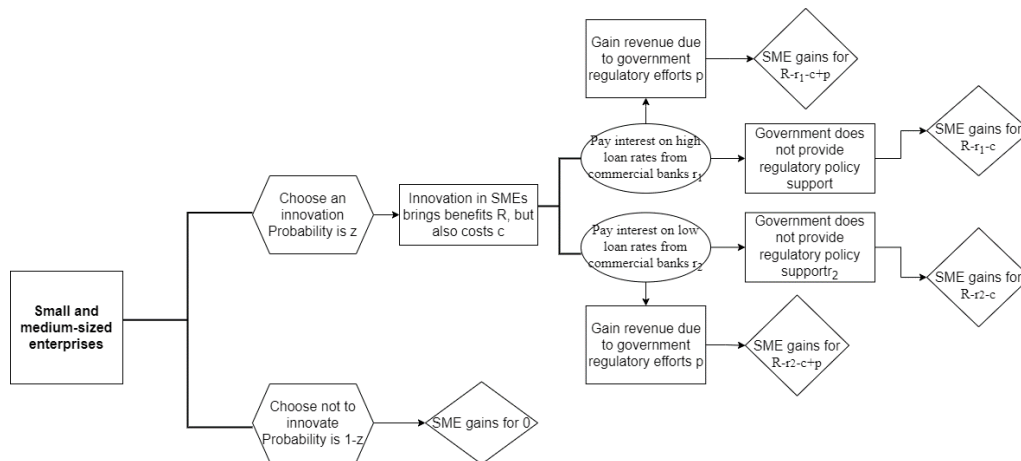 Gain revenue due
to government
regulatory efforts p
SME gains for
R-r₁-c+p
Pay interest on high
loan rates from
commercial banks r₁
Government does
not provide
regulatory policy
support
SME gains for
R-r₁-c
Choose an
innovation
Probability is z
Innovation in SMEs
brings benefits R, but
also costs c
Pay interest on low
loan rates from
commercial banks r₂
Government does
not provide
regulatory policy
supportr₂
SME gains for
R-r2-c
Small and
medium-sized
enterprises
Gain revenue due
to government
regulatory efforts p
SME gains for
R-r2-c+p
Choose not to
innovate
Probability is 1-z
SME gains for 0